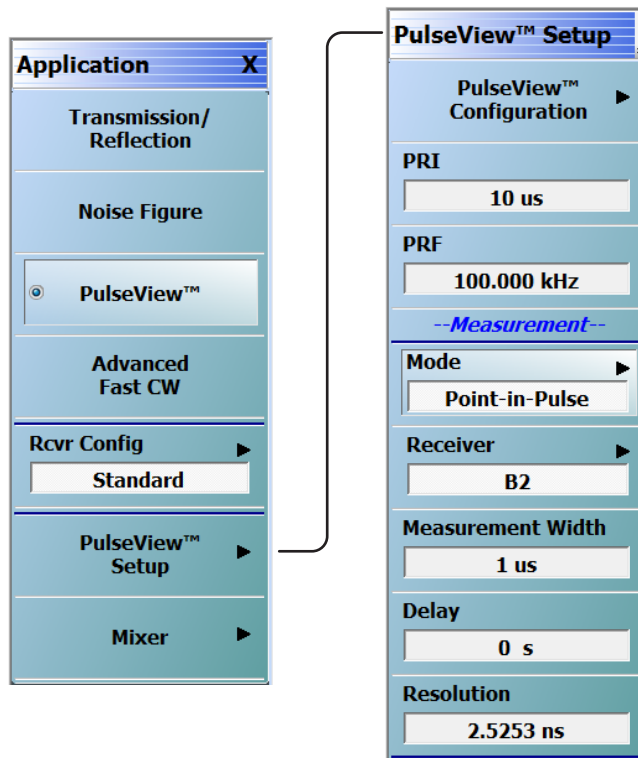 Application X
Transmission/
Reflection
Noise Figure
PulseView™
Advanced
Fast CW
Rcvr Config
Standard
PulseView™
Setup
Mixer
PulseView™ Setup
PulseView™
Configuration
PRI
10 us
PRF
100.000 kHz
--Measurement--
Mode
Point-in-Pulse
Receiver
B2
Measurement Width
1 us
Delay
0 s
Resolution
2.5253 ns